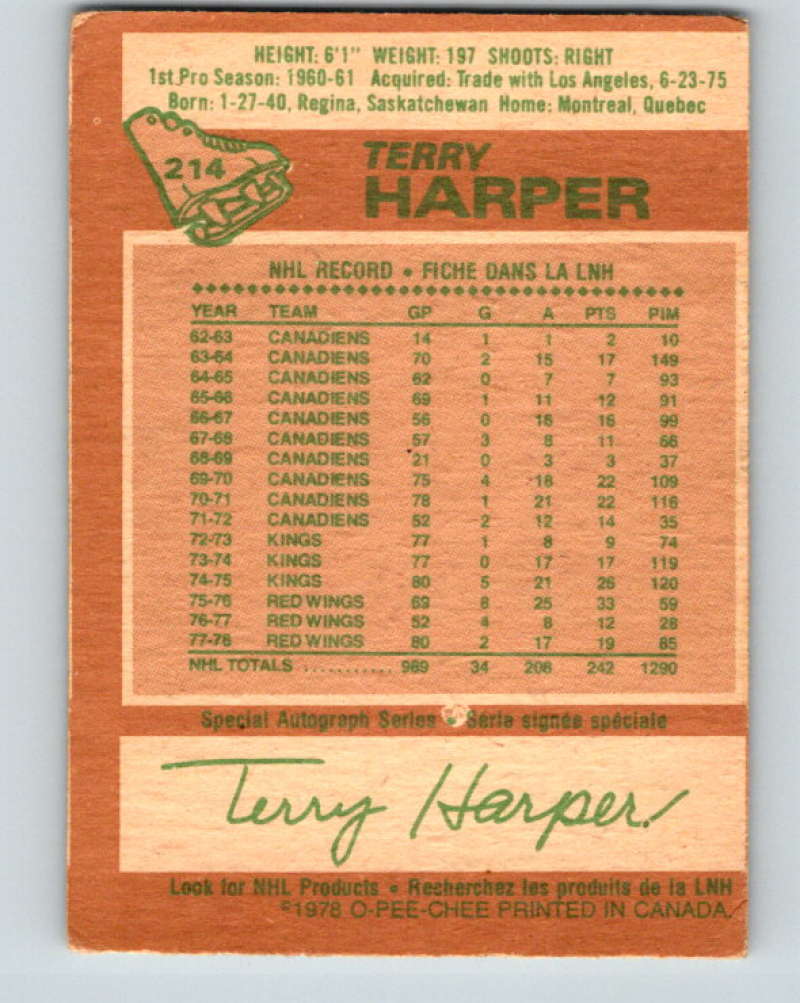 HEIGHT: 6'1" WEIGHT: 197 SHOOTS: RIGHT
1st Pro Season: 1960-61 Acquired: Trade with Los Angeles, 6-23-75
Born: 1-27-40, Regina, Saskatchewan Home: Montreal, Quebec
214
TERRY
HARPER
NHL RECORD • FICHE DANS LA LNH
YEAR TEAM GP G A PTS PIM
62-63 CANADIENS 14 1 1 2 10
63-64 CANADIENS 70 2 15 17 149
64-65 CANADIENS 62 0 7 7 93
65-66 CANADIENS 69 1 11 12 91
66-67 CANADIENS 56 0 16 16 99
67-68 CANADIENS 57 3 8 11 66
68-69 CANADIENS 21 0 3 3 37
69-70 CANADIENS 75 4 18 22 109
70-71 CANADIENS 78 1 21 22 116
71-72 CANADIENS 52 2 12 14 35
72-73 KINGS 77 1 8 9 74
73-74 KINGS 77 0 17 17 119
74-75 KINGS 80 5 21 26 120
75-76 RED WINGS 69 8 25 33 59
76-77 RED WINGS 52 4 8 12 28
77-78 RED WINGS 80 2 17 19 85
NHL TOTALS ........... 989 34 208 242 1290
Special Autograph Series • Série signée spéciale
Terry Harper
Look for NHL Products • Recherchez les produits de la LNH
©1978 O-PEE-CHEE PRINTED IN CANADA.